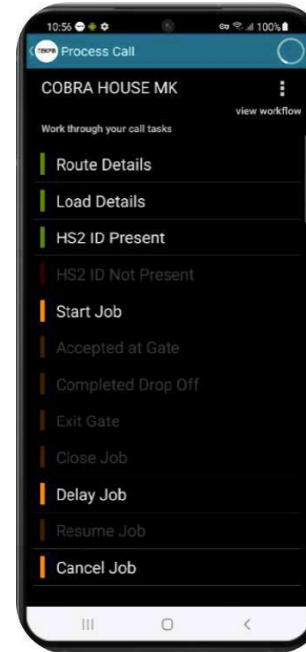 10:56
100%
Process Call
COBRA HOUSE MK
view workflow
Work through your call tasks
Route Details
Load Details
HS2 ID Present
HS2 ID Not Present
Start Job
Accepted at Gate
Completed Drop Off
Exit Gate
Close Job
Delay Job
Resume Job
Cancel Job